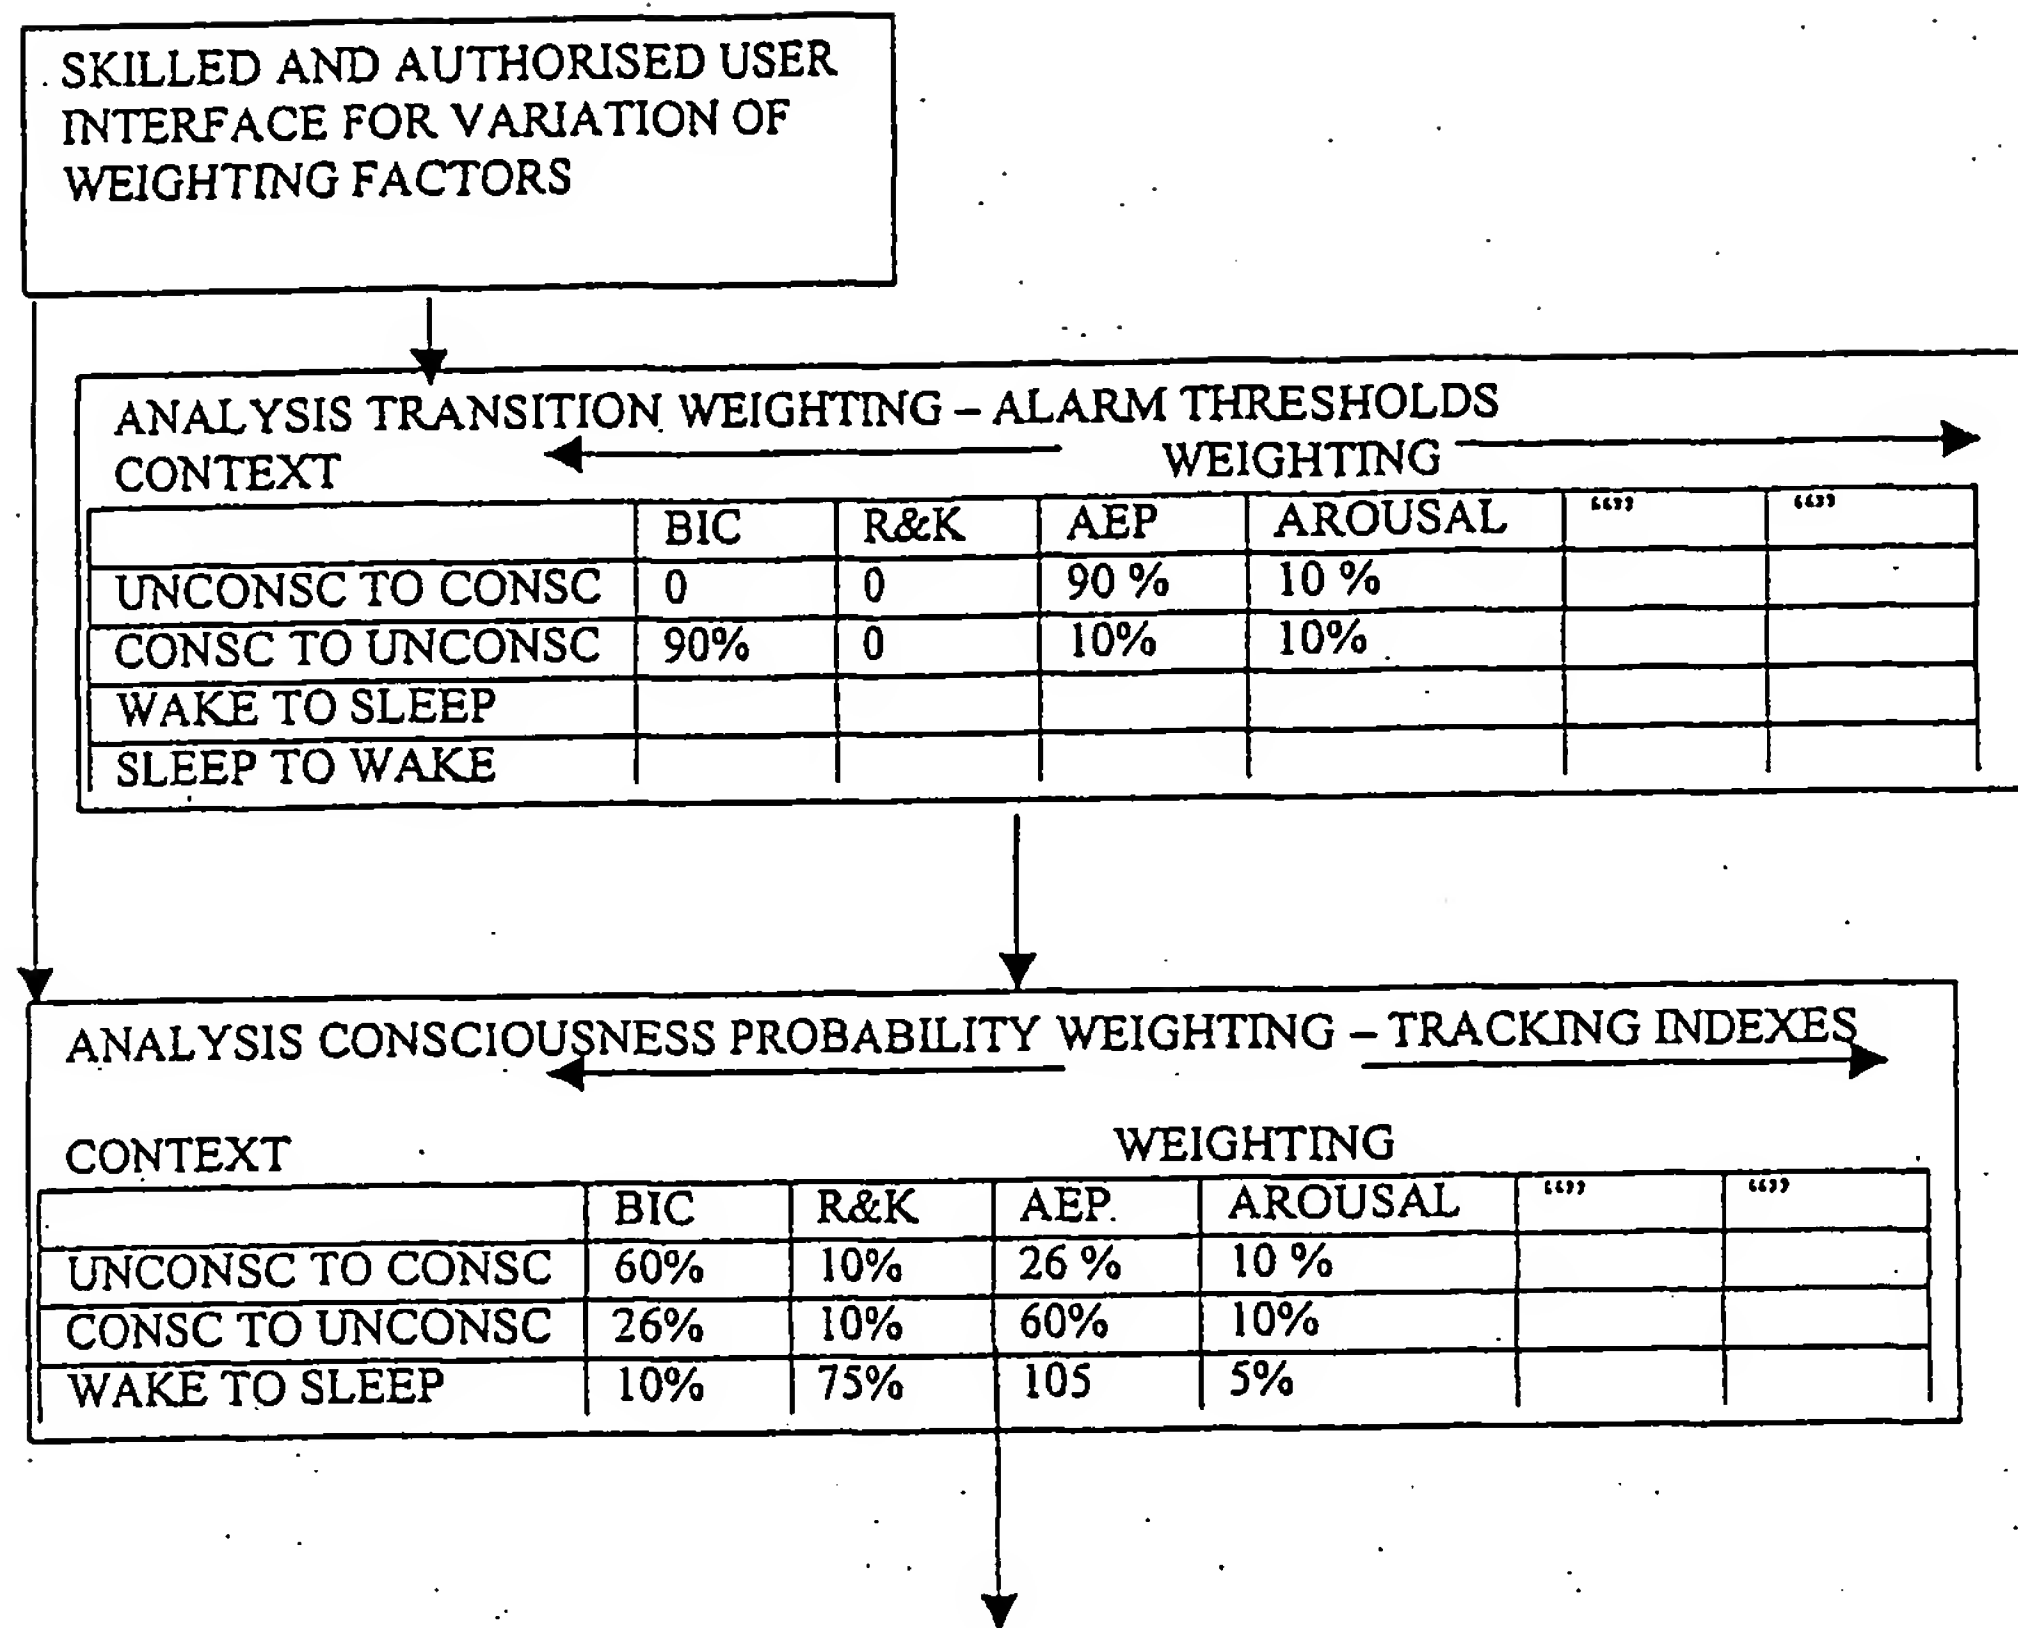 SKILLED AND AUTHORISED USER
INTERFACE FOR VARIATION OF
WEIGHTING FACTORS
ANALYSIS TRANSITION WEIGHTING – ALARM THRESHOLDS
CONTEXT WEIGHTING
BIC R&K AEP AROUSAL “” “”
UNCONSC TO CONSC 0 0 90 % 10 %
CONSC TO UNCONSC 90% 0 10% 10%
WAKE TO SLEEP
SLEEP TO WAKE
ANALYSIS CONSCIOUSNESS PROBABILITY WEIGHTING – TRACKING INDEXES
CONTEXT WEIGHTING
BIC R&K AEP AROUSAL “” “”
UNCONSC TO CONSC 60% 10% 26 % 10 %
CONSC TO UNCONSC 26% 10% 60% 10%
WAKE TO SLEEP 10% 75% 105 5%